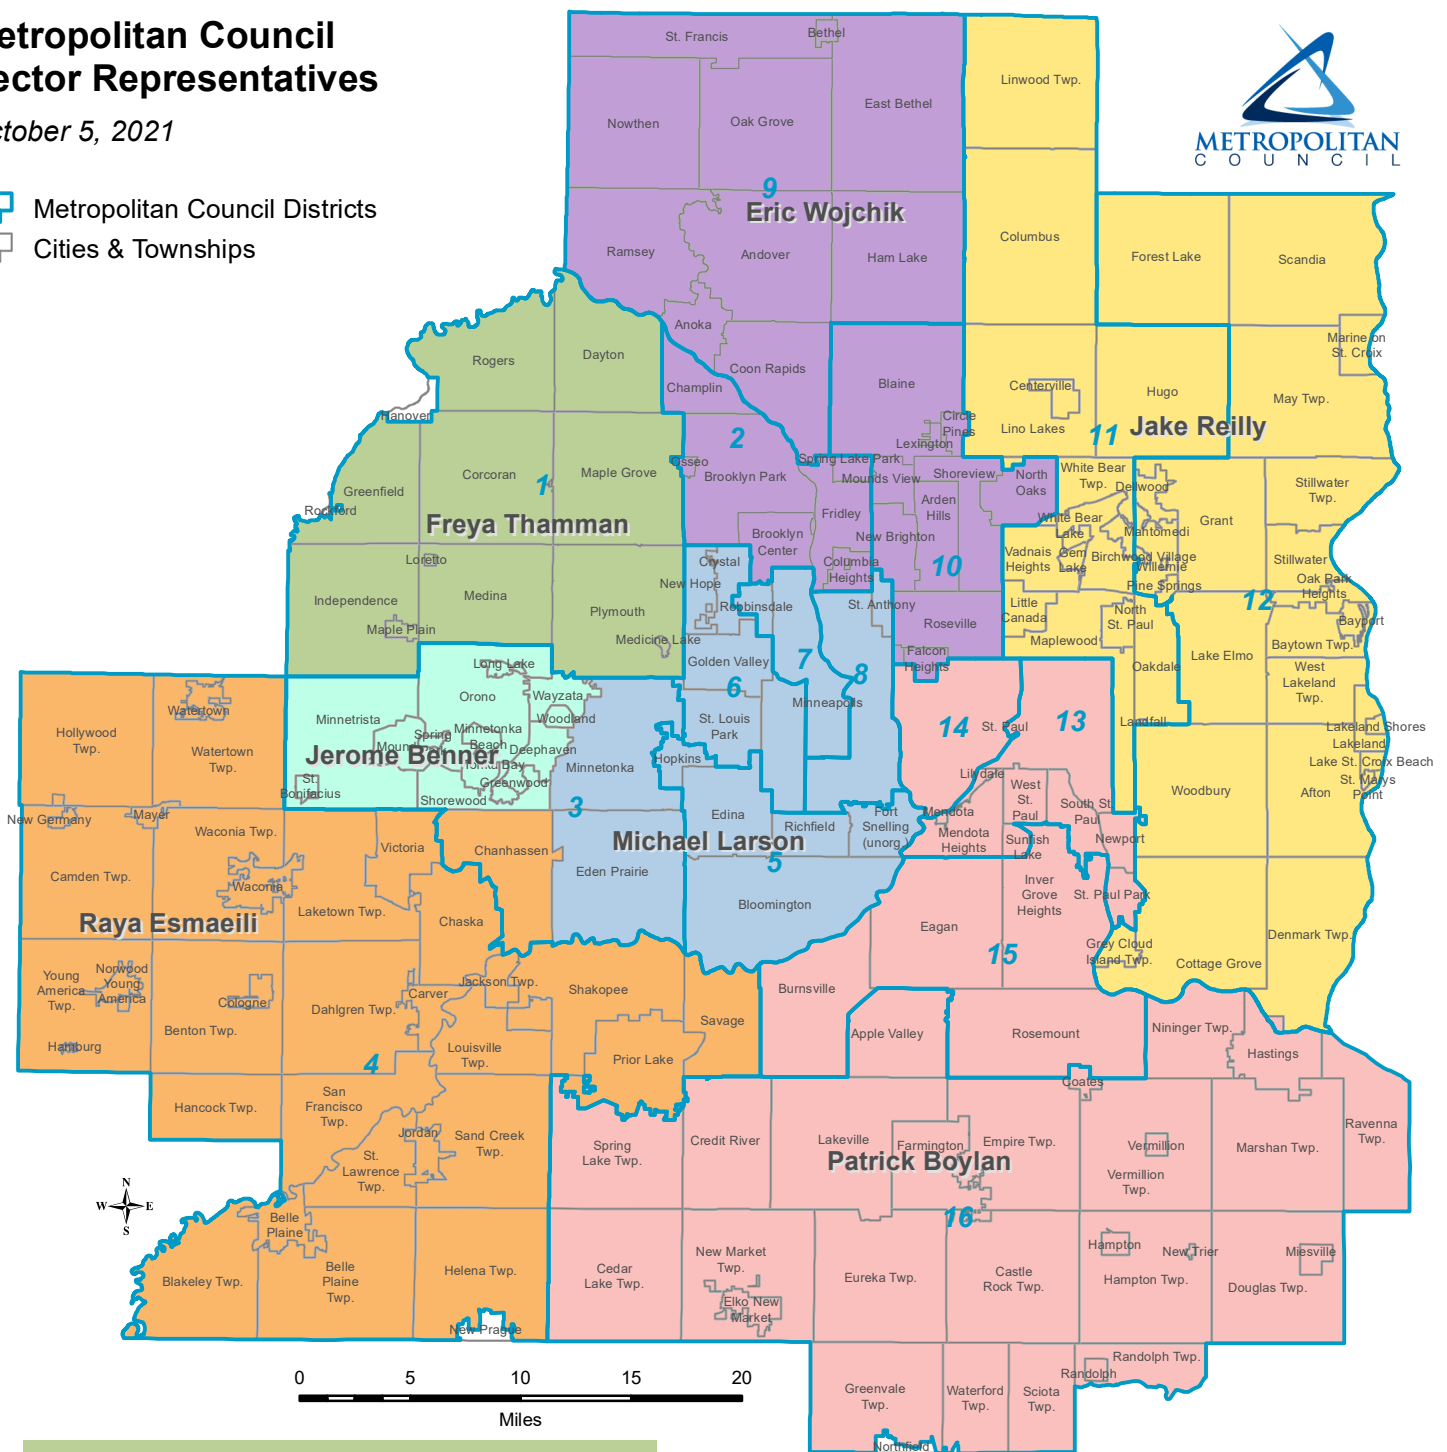 etropolitan Council
ector Representatives
ctober 5, 2021
Metropolitan Council Districts
Cities & Townships
METROPOLITAN
COUNCIL
St. Francis
Bethel
Linwood Twp.
Nowthen
Oak Grove
East Bethel
9
Eric Wojchik
Ramsey
Andover
Ham Lake
Columbus
Forest Lake
Scandia
Anoka
Marine on
St. Croix
Rogers
Dayton
Coon Rapids
Champlin
Blaine
Centerville
Hugo
May Twp.
Hanover
Circle
Pines
Lexington
Lino Lakes
11
Jake Reilly
2
Osseo
Brooklyn Park
Spring Lake Park
Mounds View
Shoreview
North
Oaks
White Bear
Twp.
Dellwood
Stillwater
Twp.
Corcoran
Maple Grove
1
Greenfield
Rockford
Freya Thamman
Arden
Hills
Fridley
White Bear
Lake
Grant
Mahtomedi
Brooklyn
Center
New Brighton
Vadnais
Heights
Gem
Lake
Birchwood Village
Willernie
Pine Springs
Stillwater
Oak Park
Heights
Loretto
Crystal
New Hope
Columbia
Heights
10
12
Independence
Medina
Plymouth
Robbinsdale
St. Anthony
Roseville
Little
Canada
North
St. Paul
Bayport
Maple Plain
Medicine Lake
Maplewood
Baytown Twp.
Long Lake
Golden Valley
7
8
Falcon
Heights
Oakdale
Lake Elmo
West
Lakeland
Twp.
Orono
Wayzata
6
Minneapolis
Watertown
Hollywood
Twp.
Watertown
Twp.
Minnetrista
Woodland
St. Louis
Park
14
St. Paul
13
Landfall
Lakeland Shores
Lakeland
Spring
Minnetonka
Beach
Deephaven
Jerome Benner
Minnetonka
Hopkins
Lake St. Croix Beach
Greenwood
Lilydale
St.
Bonifacius
Shorewood
West
St.
Paul
South St.
Paul
Woodbury
Afton
St. Marys
Point
New Germany
Mayer
Waconia Twp.
3
Edina
Richfield
Fort
Snelling
(unorg.)
Mendota
Mendota
Heights
Sunfish
Lake
Newport
Victoria
Chanhassen
Michael Larson
5
Camden Twp.
Waconia
Eden Prairie
Bloomington
Inver
Grove
Heights
St. Paul Park
Raya Esmaeili
Laketown Twp.
Chaska
Eagan
15
Grey Cloud
Island Twp.
Cottage Grove
Denmark Twp.
Young
America
Twp.
Norwood
Young
America
Cologne
Benton Twp.
Dahlgren Twp.
Carver
Jackson Twp.
Shakopee
Burnsville
Savage
Apple Valley
Rosemount
Nininger Twp.
Hastings
Hamburg
4
Louisville
Twp.
Prior Lake
Coates
Hancock Twp.
San
Francisco
Twp.
Jordan
Sand Creek
Twp.
St.
Lawrence
Twp.
Spring
Lake Twp.
Credit River
Lakeville
Farmington
Empire Twp.
Vermillion
Vermillion
Twp.
Marshan Twp.
Ravenna
Twp.
Patrick Boylan
N
W
E
S
16
Belle
Plaine
Blakeley Twp.
Belle
Plaine
Twp.
Helena Twp.
New Prague
Cedar
Lake Twp.
New Market
Twp.
Elko New
Market
Eureka Twp.
Castle
Rock Twp.
Hampton
New Trier
Hampton Twp.
Miesville
Douglas Twp.
Randolph Twp.
Randolph
Greenvale
Twp.
Waterford
Twp.
Sciota
Twp.
Northfield
0 5 10 15 20
Miles